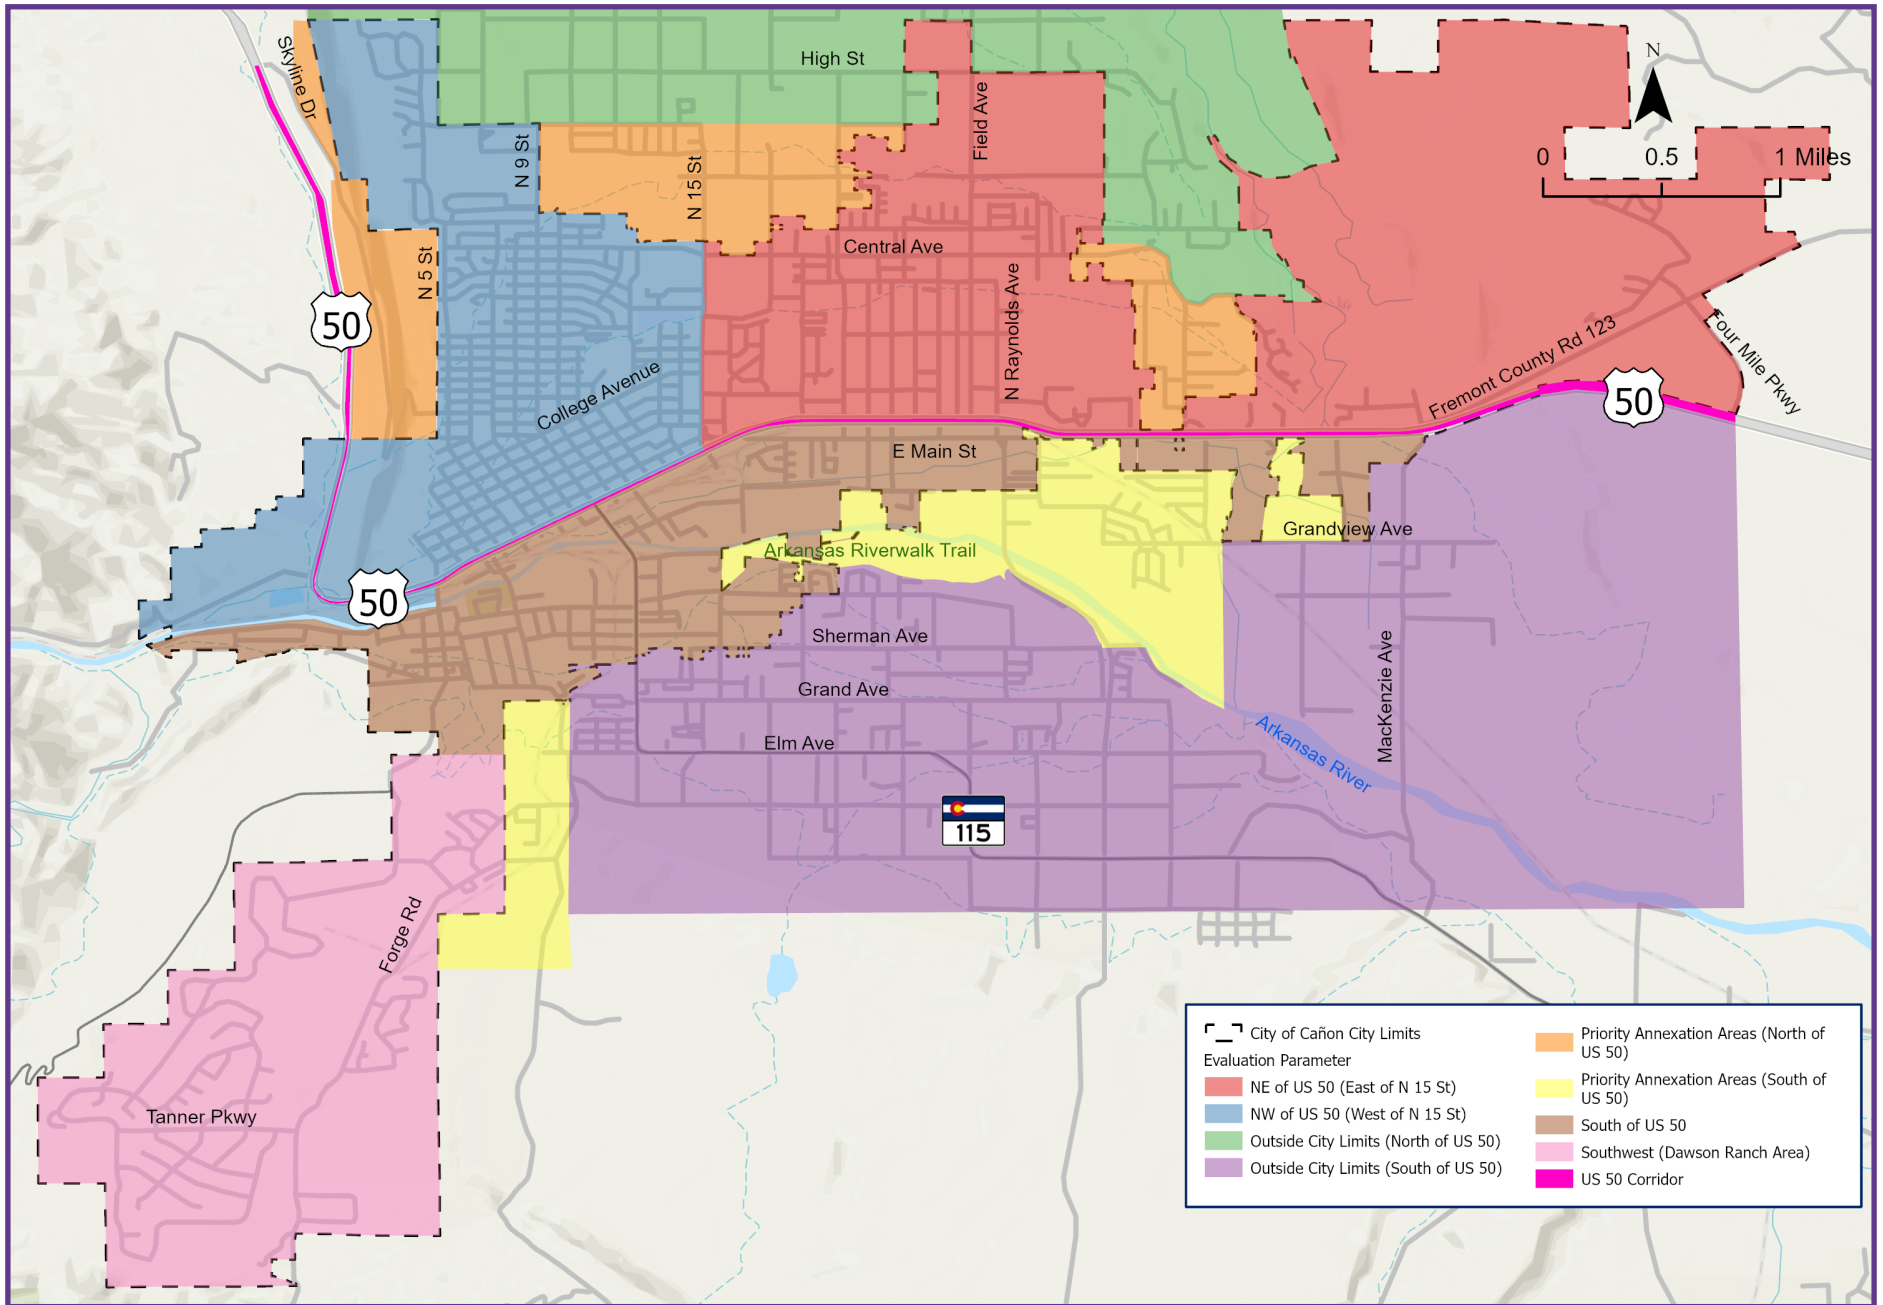 Skyline Dr
High St
N
Field Ave
0 0.5 1 Miles
N 9 St
N 15 St
Central Ave
N 5 St
N Raynolds Ave
50
Four Mile Pkwy
Fremont County Rd 123
50
College Avenue
E Main St
Grandview Ave
Arkansas Riverwalk Trail
50
Sherman Ave
MacKenzie Ave
Grand Ave
Elm Ave
Arkansas River
115
Forge Rd
Tanner Pkwy
City of Cañon City Limits
Evaluation Parameter
NE of US 50 (East of N 15 St)
NW of US 50 (West of N 15 St)
Outside City Limits (North of US 50)
Outside City Limits (South of US 50)
Priority Annexation Areas (North of
US 50)
Priority Annexation Areas (South of
US 50)
South of US 50
Southwest (Dawson Ranch Area)
US 50 Corridor